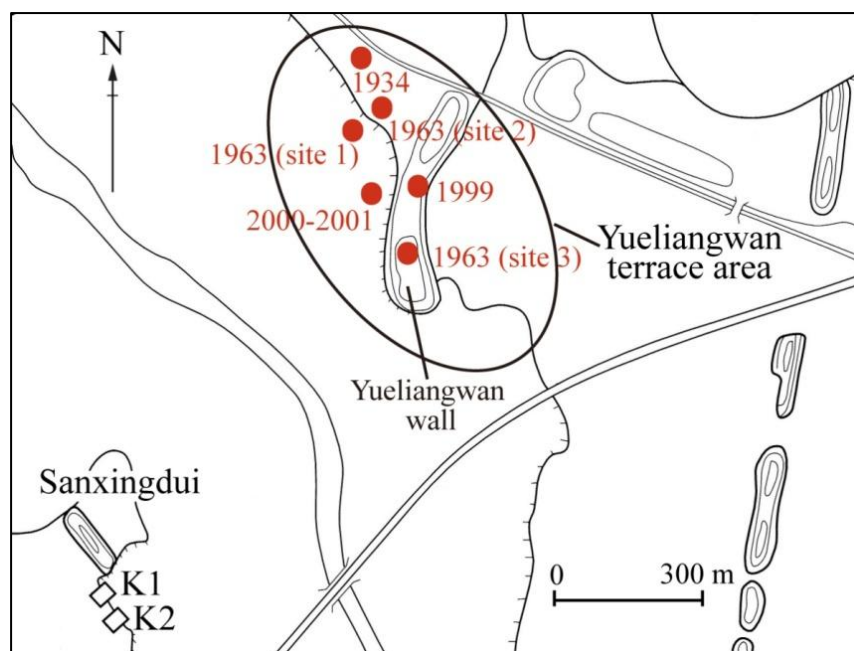 N
1934
1963 (site 2)
1963 (site 1)
1999
2000-2001
1963 (site 3)
Yueliangwan
terrace area
Yueliangwan
wall
Sanxingdui
K1
K2
0 300 m